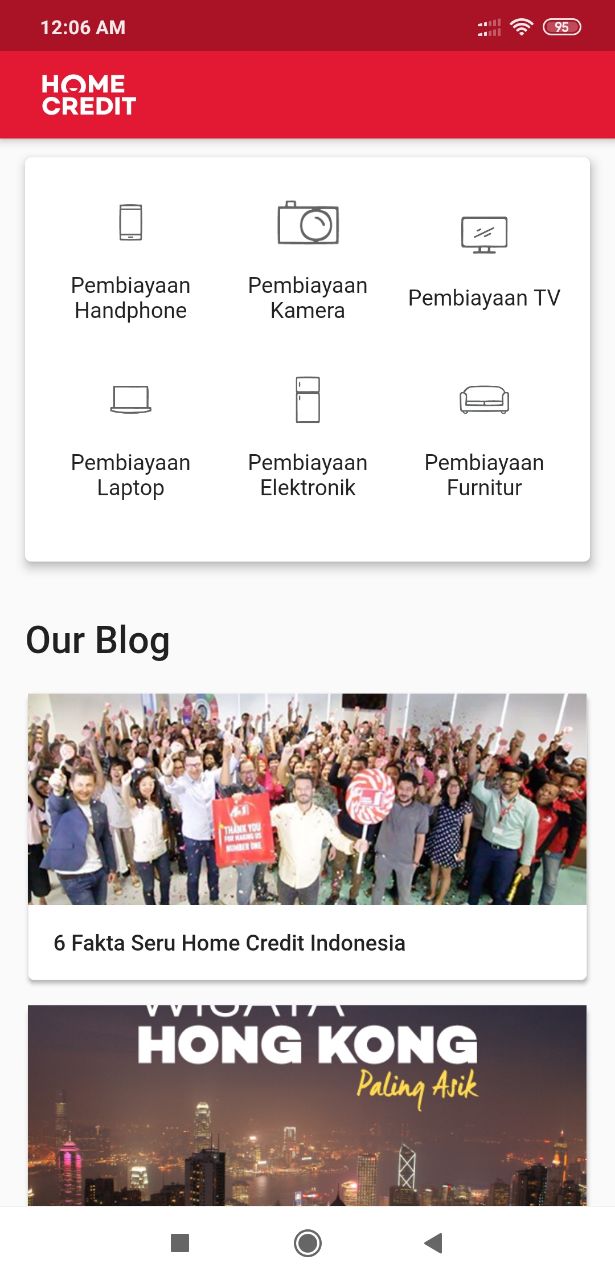 12:06 AM
95
HOME
CREDIT
Pembiayaan
Handphone
Pembiayaan
Kamera
Pembiayaan TV
Pembiayaan
Laptop
Pembiayaan
Elektronik
Pembiayaan
Furnitur
Our Blog
THANK YOU
FOR MAKING US
NUMBER ONE
6 Fakta Seru Home Credit Indonesia
WISATA
HONG KONG
Paling Asik